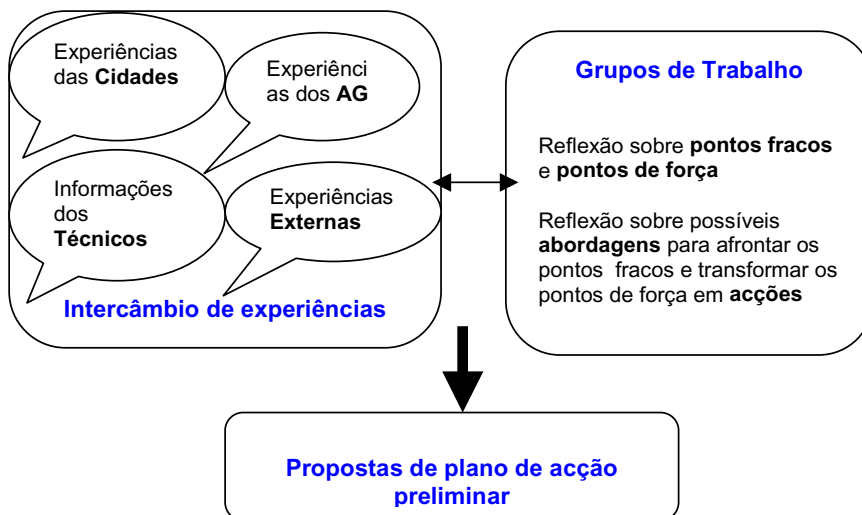 Experiências
das Cidades
Experiênci
as dos AG
Informações
dos
Técnicos
Experiências
Externas
Intercâmbio de experiências
Grupos de Trabalho
Reflexão sobre pontos fracos
e pontos de força
Reflexão sobre possíveis
abordagens para afrontar os
pontos fracos e transformar os
pontos de força em acções
Propostas de plano de acção
preliminar